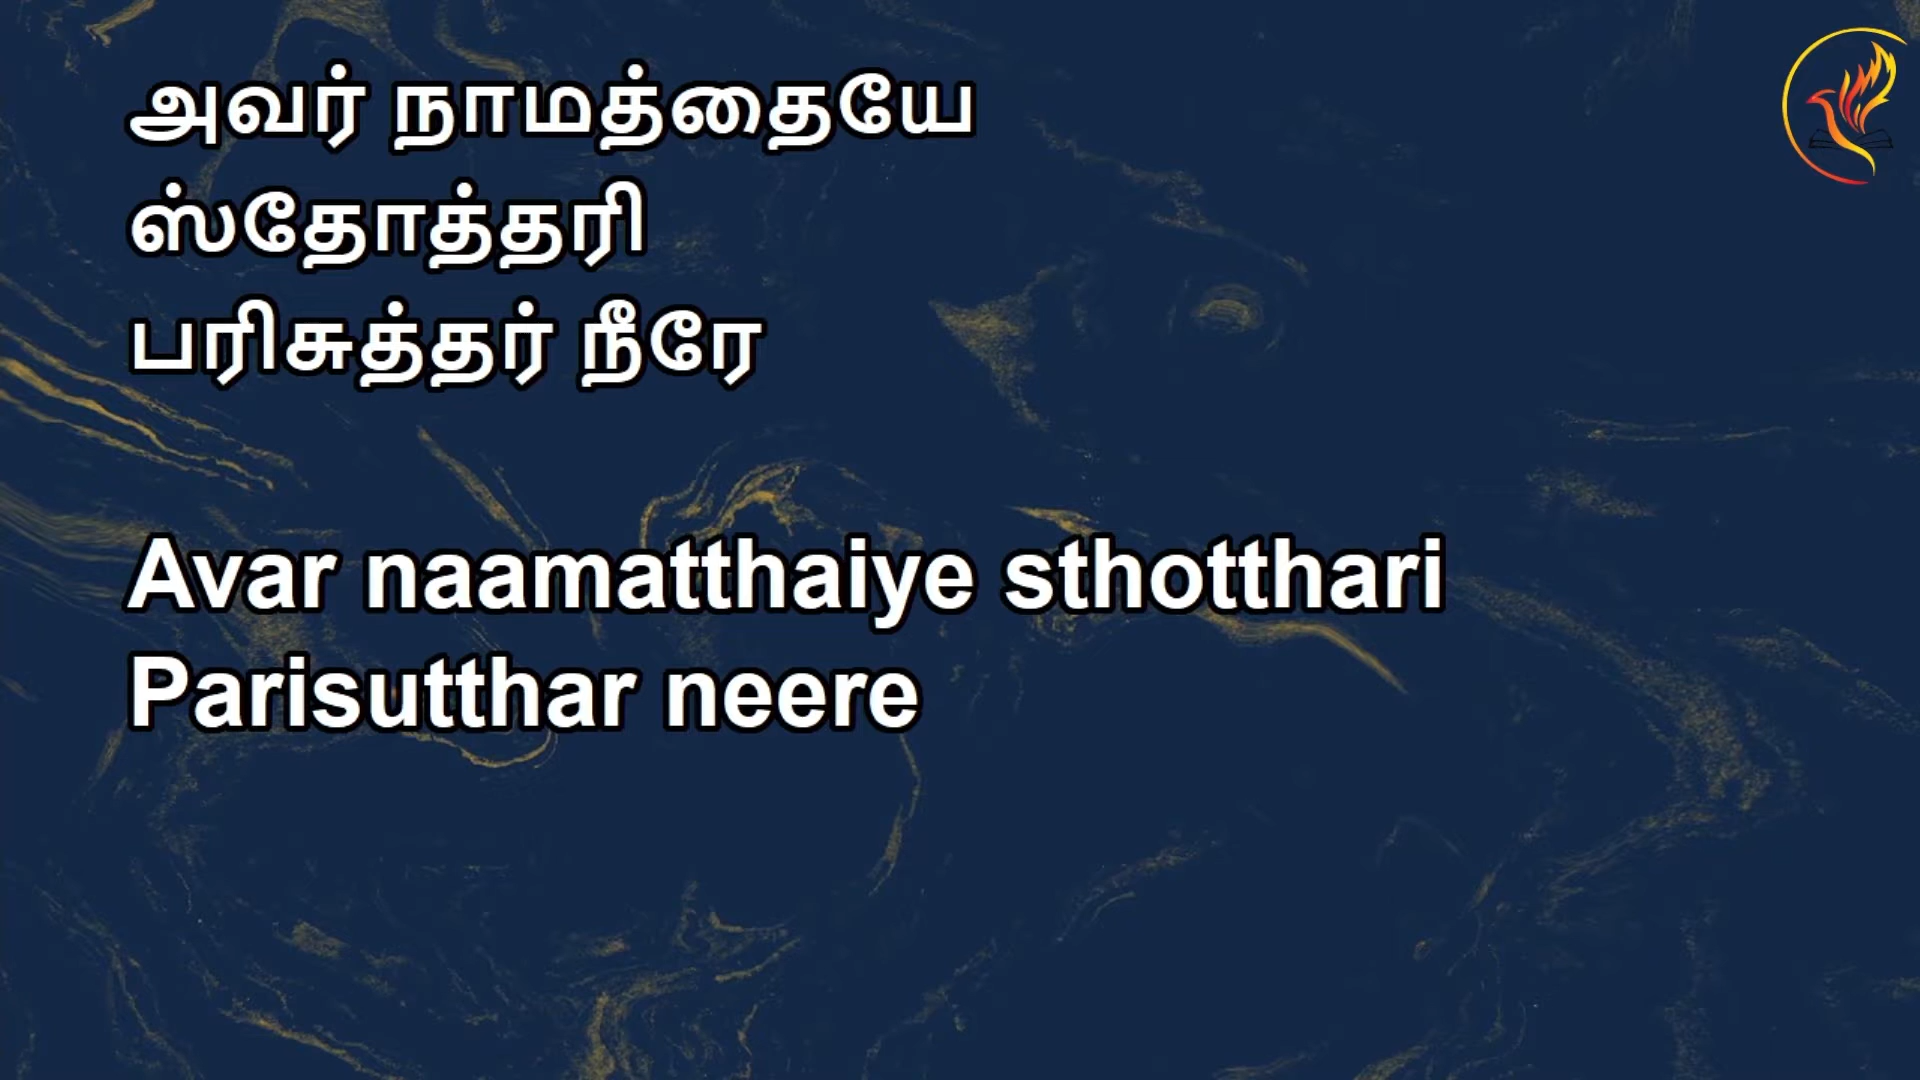 அவர் நாமத்தையே
ஸ்தோத்தரி
பரிசுத்தர் நீரே
Avar naamatthaiye sthotthari
Parisutthar neere